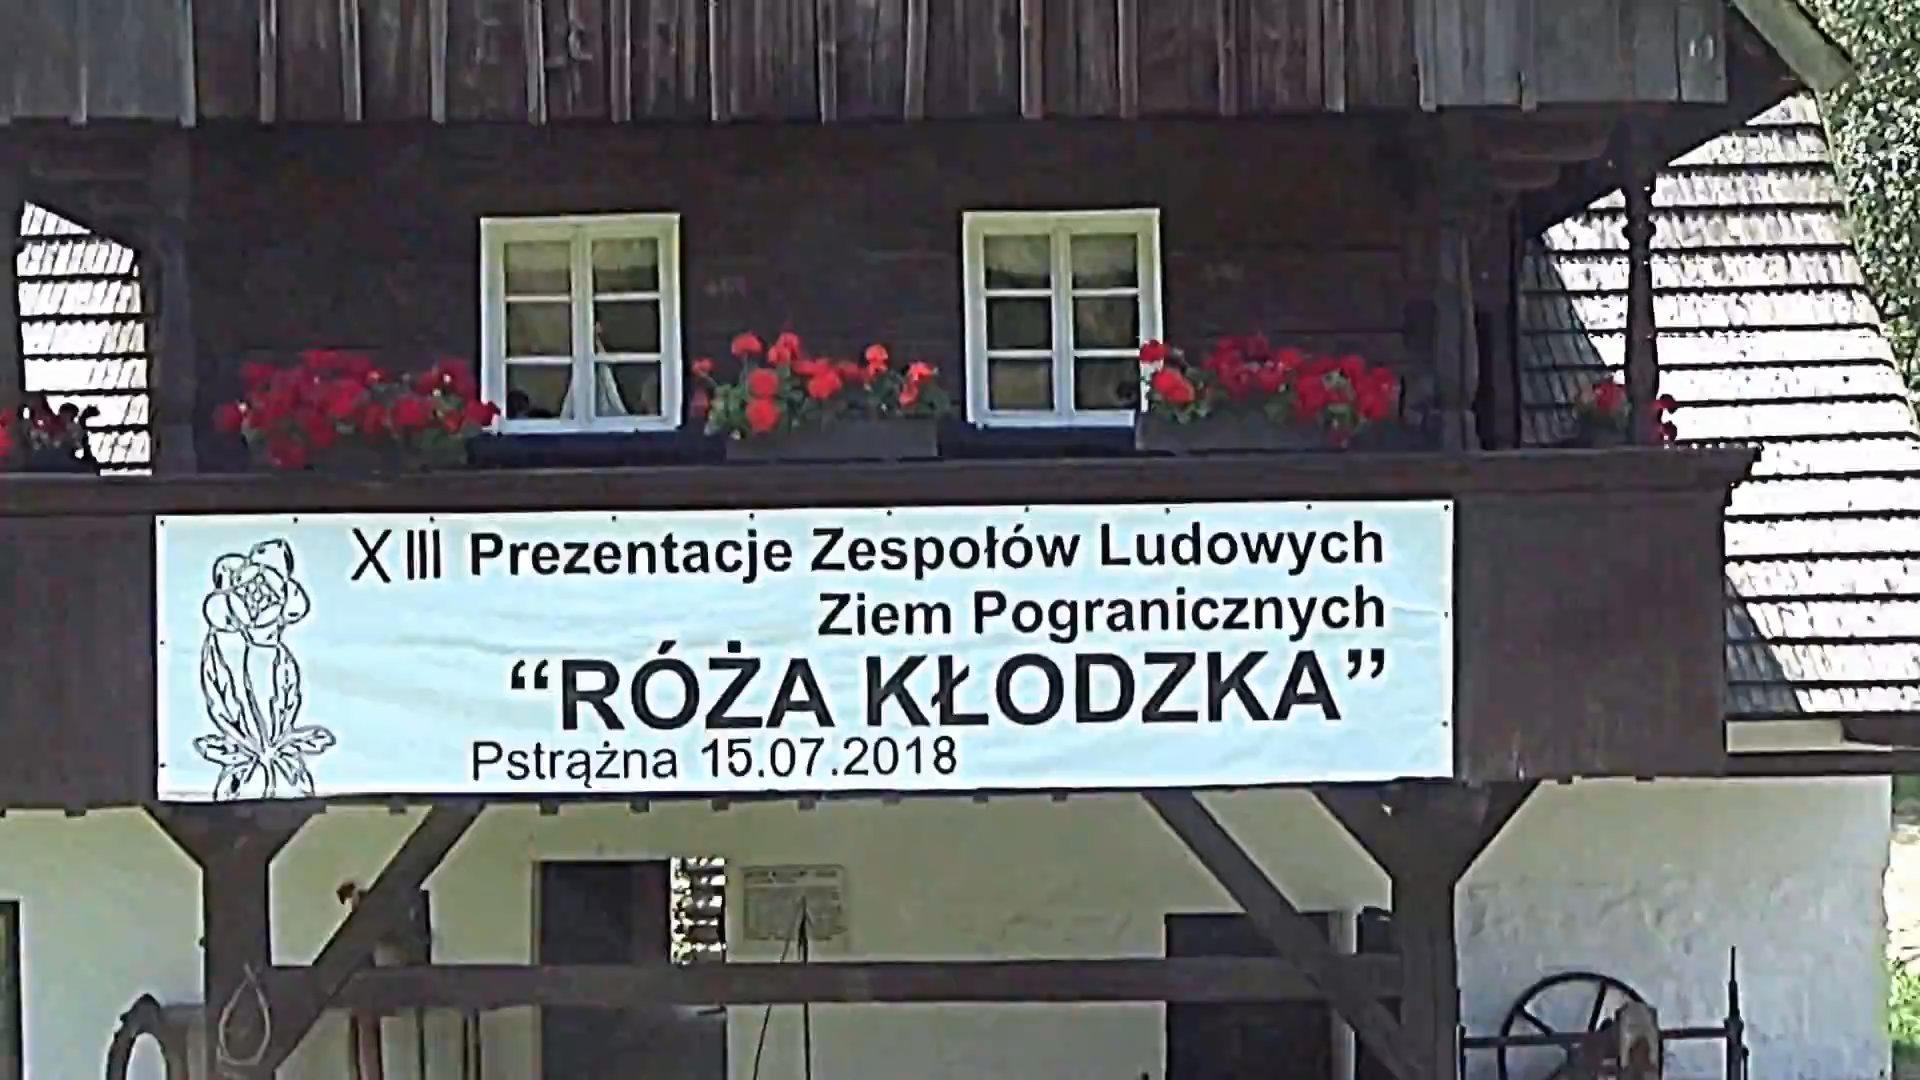 XIII Prezentacje Zespołów Ludowych
Ziem Pogranicznych
“RÓŻA KŁODZKA”
Pstrążna 15.07.2018